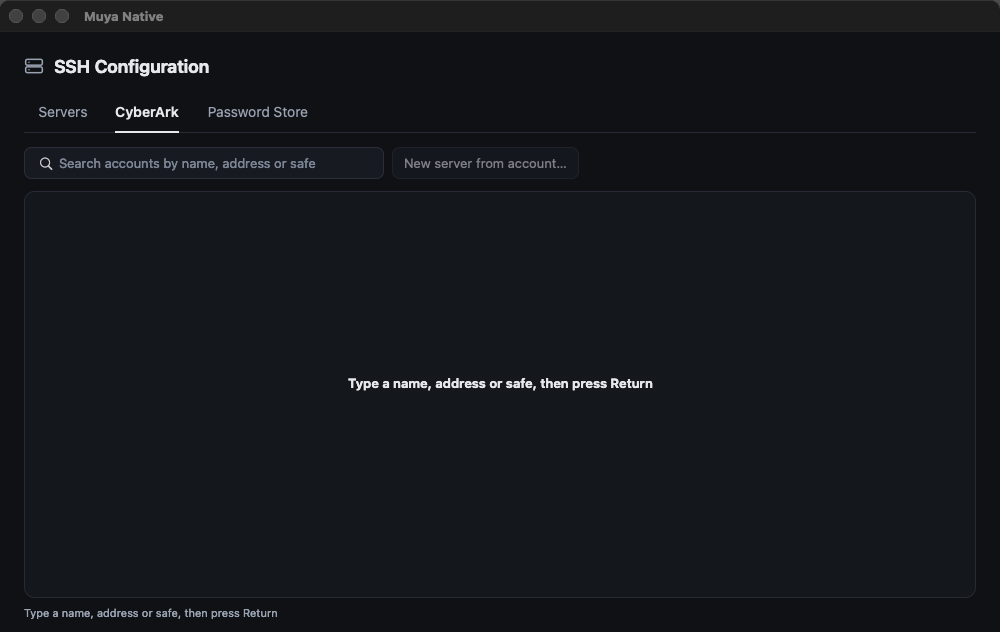 Muya Native
SSH Configuration
Servers CyberArk Password Store
Search accounts by name, address or safe New server from account...
Type a name, address or safe, then press Return
Type a name, address or safe, then press Return